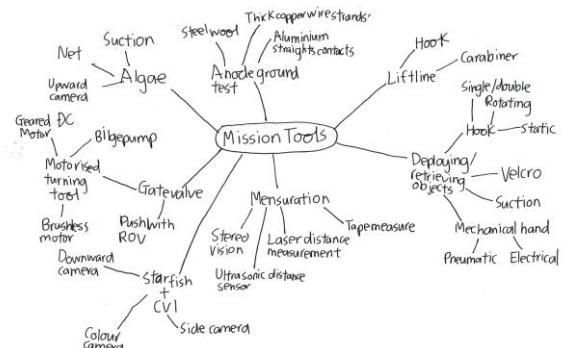 Mission Tools
Algae
Suction
Net
Upward
camera
Anode ground
test
Steel wool
Thick copper wire strands'
Aluminium
straights contacts
Liftline
Hook
Carabiner
Deploying/
retrieving
objects
Hook
Single/double
Rotating
Static
Velcro
Suction
Mechanical hand
Pneumatic
Electrical
Mensuration
Stereo
vision
Ultrasonic distance
sensor
Laser distance
measurement
Tape measure
Starfish
+
CV1
Downward
camera
Colour
camera
Side camera
Gate valve
Push with
ROV
Motorised
turning
tool
Geared DC
Motor
Bilgepump
Brushless
motor